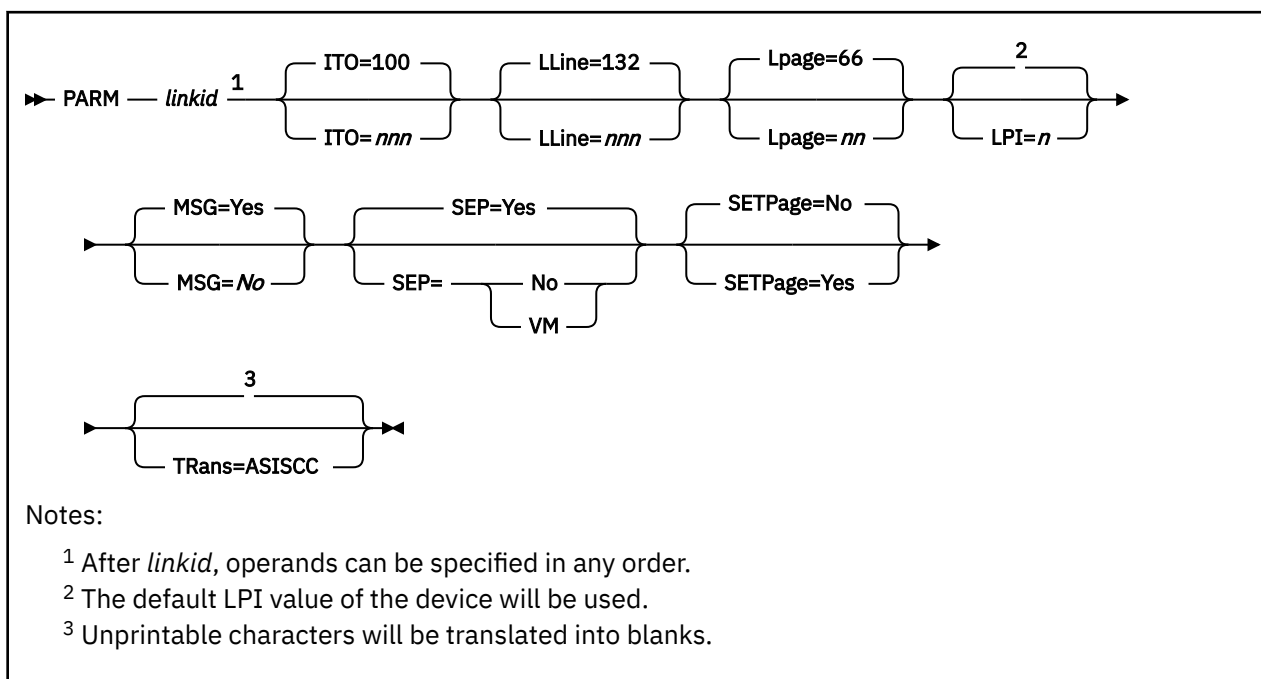 ITO=100 LLine=132 Lpage=66 2
PARM linkid 1
ITO=nnn LLine=nnn Lpage=nn LPI=n
MSG=Yes SEP=Yes SETPage=No
MSG=No SEP= No SETPage=Yes
VM
3
TRans=ASISCC
Notes:
1 After linkid, operands can be specified in any order.
2 The default LPI value of the device will be used.
3 Unprintable characters will be translated into blanks.